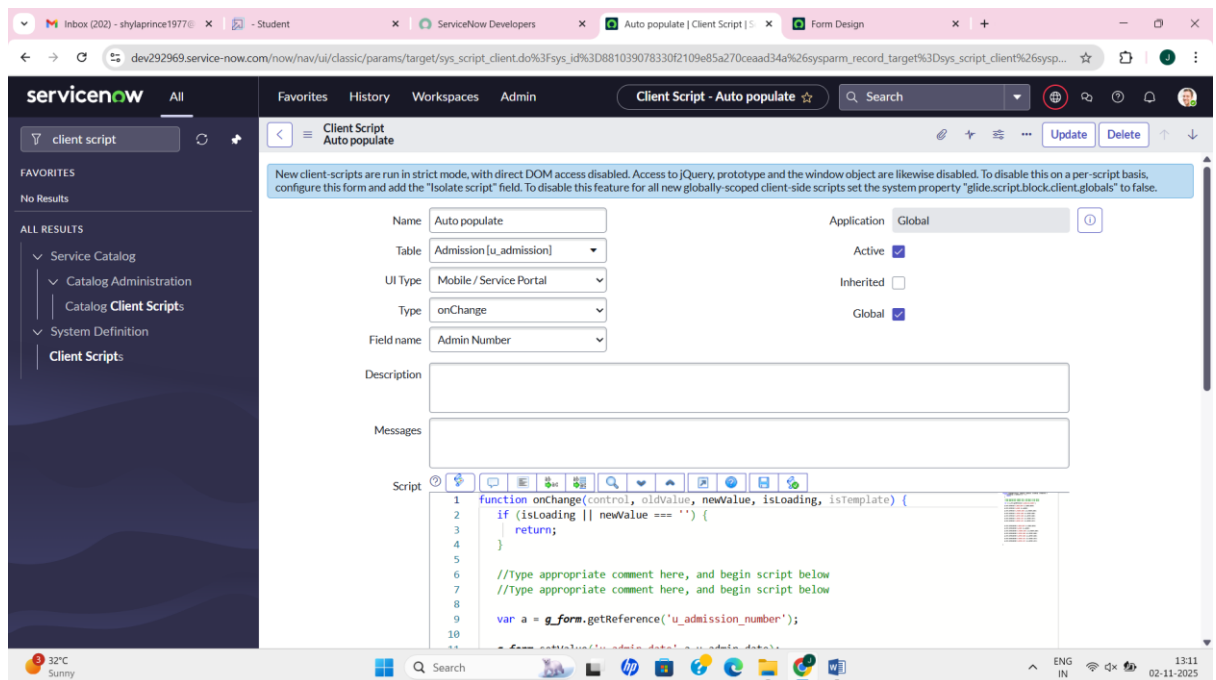 Inbox (202) - shylaprince1977@
- Student
ServiceNow Developers
Auto populate | Client Script | S
Form Design
dev292969.service-now.com/now/nav/ui/classic/params/target/sys_script_client.do%3Fsys_id%3D881039078330f2109e85a270ceaad34a%26sysparm_record_target%3Dsys_script_client%26sysp...
servicenow All Favorites History Workspaces Admin Client Script - Auto populate Search
client script
Client Script
Auto populate
Update Delete
FAVORITES
No Results
ALL RESULTS
Service Catalog
Catalog Administration
Catalog Client Scripts
System Definition
Client Scripts
New client-scripts are run in strict mode, with direct DOM access disabled. Access to jQuery, prototype and the window object are likewise disabled. To disable this on a per-script basis,
configure this form and add the "Isolate script" field. To disable this feature for all new globally-scoped client-side scripts set the system property "glide.script.block.client.globals" to false.
Name Auto populate
Application Global
Table Admission [u_admission]
Active
UI Type Mobile / Service Portal
Inherited
Type onChange
Global
Field name Admin Number
Description
Messages
Script
1 function onChange(control, oldValue, newValue, isLoading, isTemplate) {
2 if (isLoading || newValue === '') {
3 return;
4 }
5
6 //Type appropriate comment here, and begin script below
7 //Type appropriate comment here, and begin script below
8
9 var a = g_form.getReference('u_admission_number');
10
11 g_form.setValue('u_admin_date',a.u_admin_date);
3
32°C
Sunny
Search
ENG
IN
13:11
02-11-2025